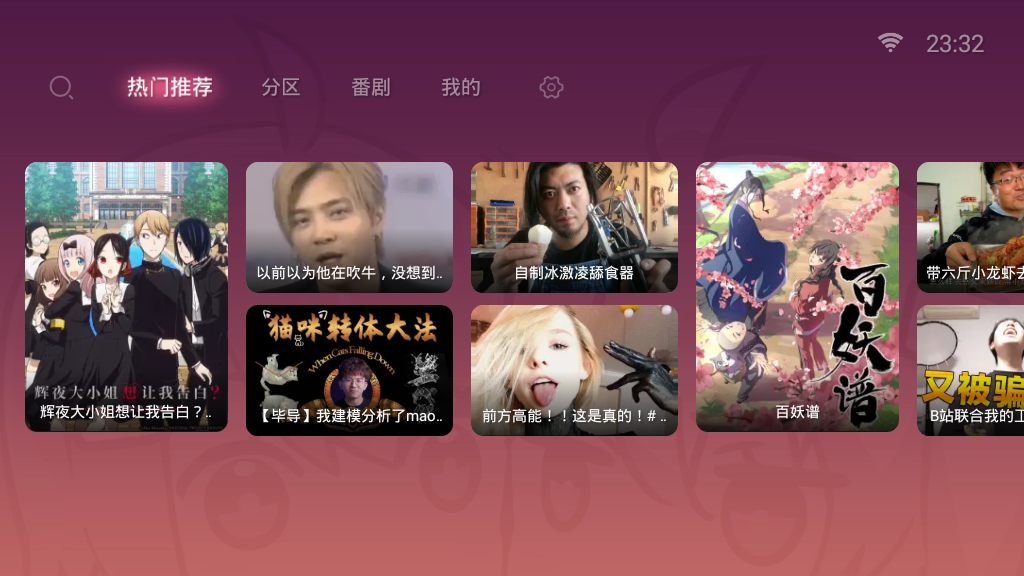 23:32
热门推荐
分区
番剧
我的
辉夜大小姐 想让我告白?
辉夜大小姐想让我告白？..
以前以为他在吹牛，没想到..
猫咪转体大法
When Cats Falling Down
【毕导】我建模分析了mao..
自制冰激凌舔食器
前方高能！！这是真的！# ..
百妖谱
百妖谱
带六斤小龙虾去
又被骗
B站联合我的工